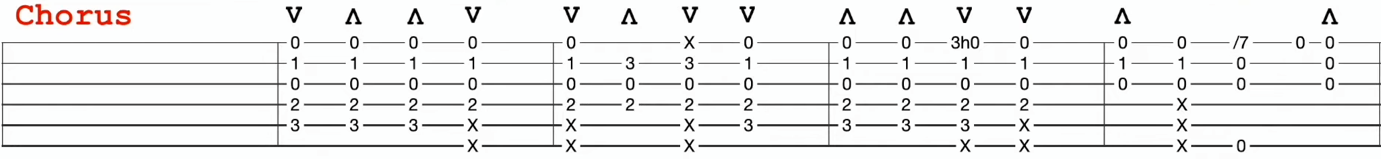 Chorus V Λ Λ V V Λ V V Λ Λ V V Λ Λ
0 0 0 0 0 X 0 0 0 3h0 0 0 0 /7 0 0
1 1 1 1 1 3 3 1 1 1 1 1 1 1 0 0
0 0 0 0 0 0 0 0 0 0 0 0 0 0 0 0
2 2 2 2 2 2 2 2 2 2 2 2 X
3 3 3 X X X 3 3 3 3 X X
X X X X X X 0